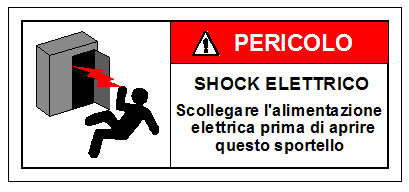 PERICOLO
SHOCK ELETTRICO
Scollegare l'alimentazione
elettrica prima di aprire
questo sportello